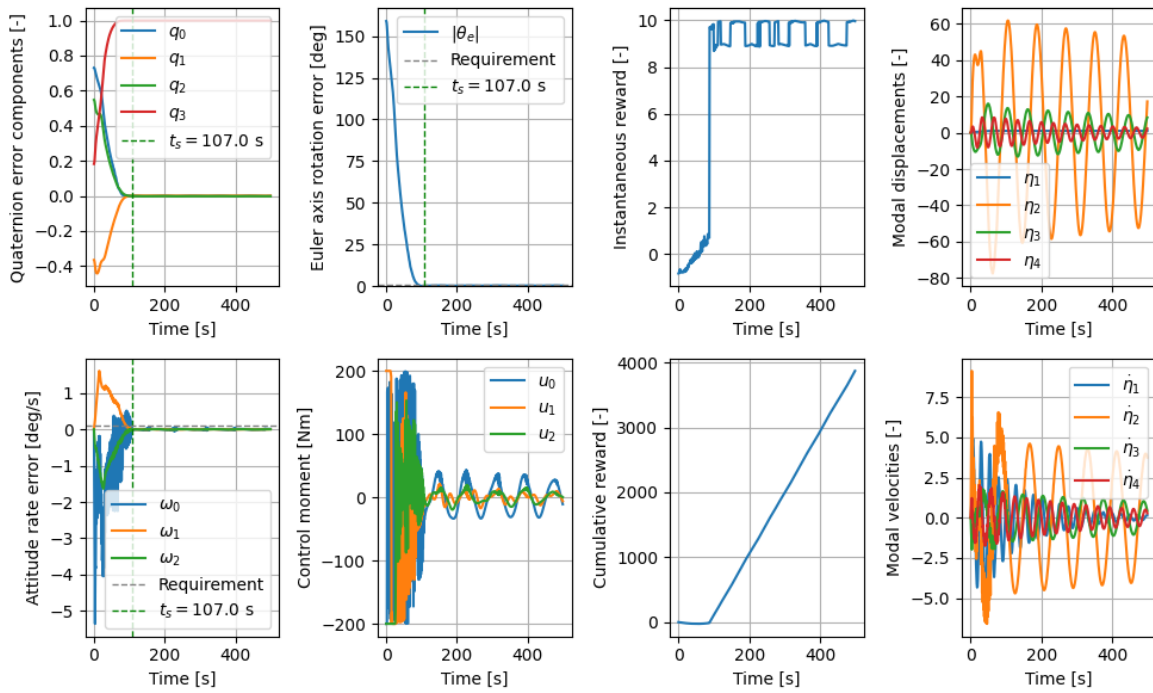 Quaternion error components
0.8
0.6
0.4
0.2
0.0
−0.2
−0.4
1.0
0 200 400
Time [s]
q₀
q₁
q₂
q₃
tₛ = 107.0 s
Euler axis rotation error [deg]
150
125
100
75
50
25
0
0 200 400
Time [s]
|θₑ|
Requirement
tₛ = 107.0 s
Instantaneous reward [-]
10
8
6
4
2
0
0 200 400
Time [s]
Modal displacements [-]
60
40
20
0
−20
−40
−60
−80
0 200 400
Time [s]
η₁
η₂
η₃
η₄
Attitude rate error [deg/s]
1
0
−1
−2
−3
−4
−5
0 200 400
Time [s]
ω₀
ω₁
ω₂
Requirement
tₛ = 107.0 s
Control moment [Nm]
200
100
0
−100
−200
0 200 400
Time [s]
u₀
u₁
u₂
Cumulative reward [-]
4000
3000
2000
1000
0
0 200 400
Time [s]
Modal velocities [-]
7.5
5.0
2.5
0.0
−2.5
−5.0
0 200 400
Time [s]
η̇₁
η̇₂
η̇₃
η̇₄